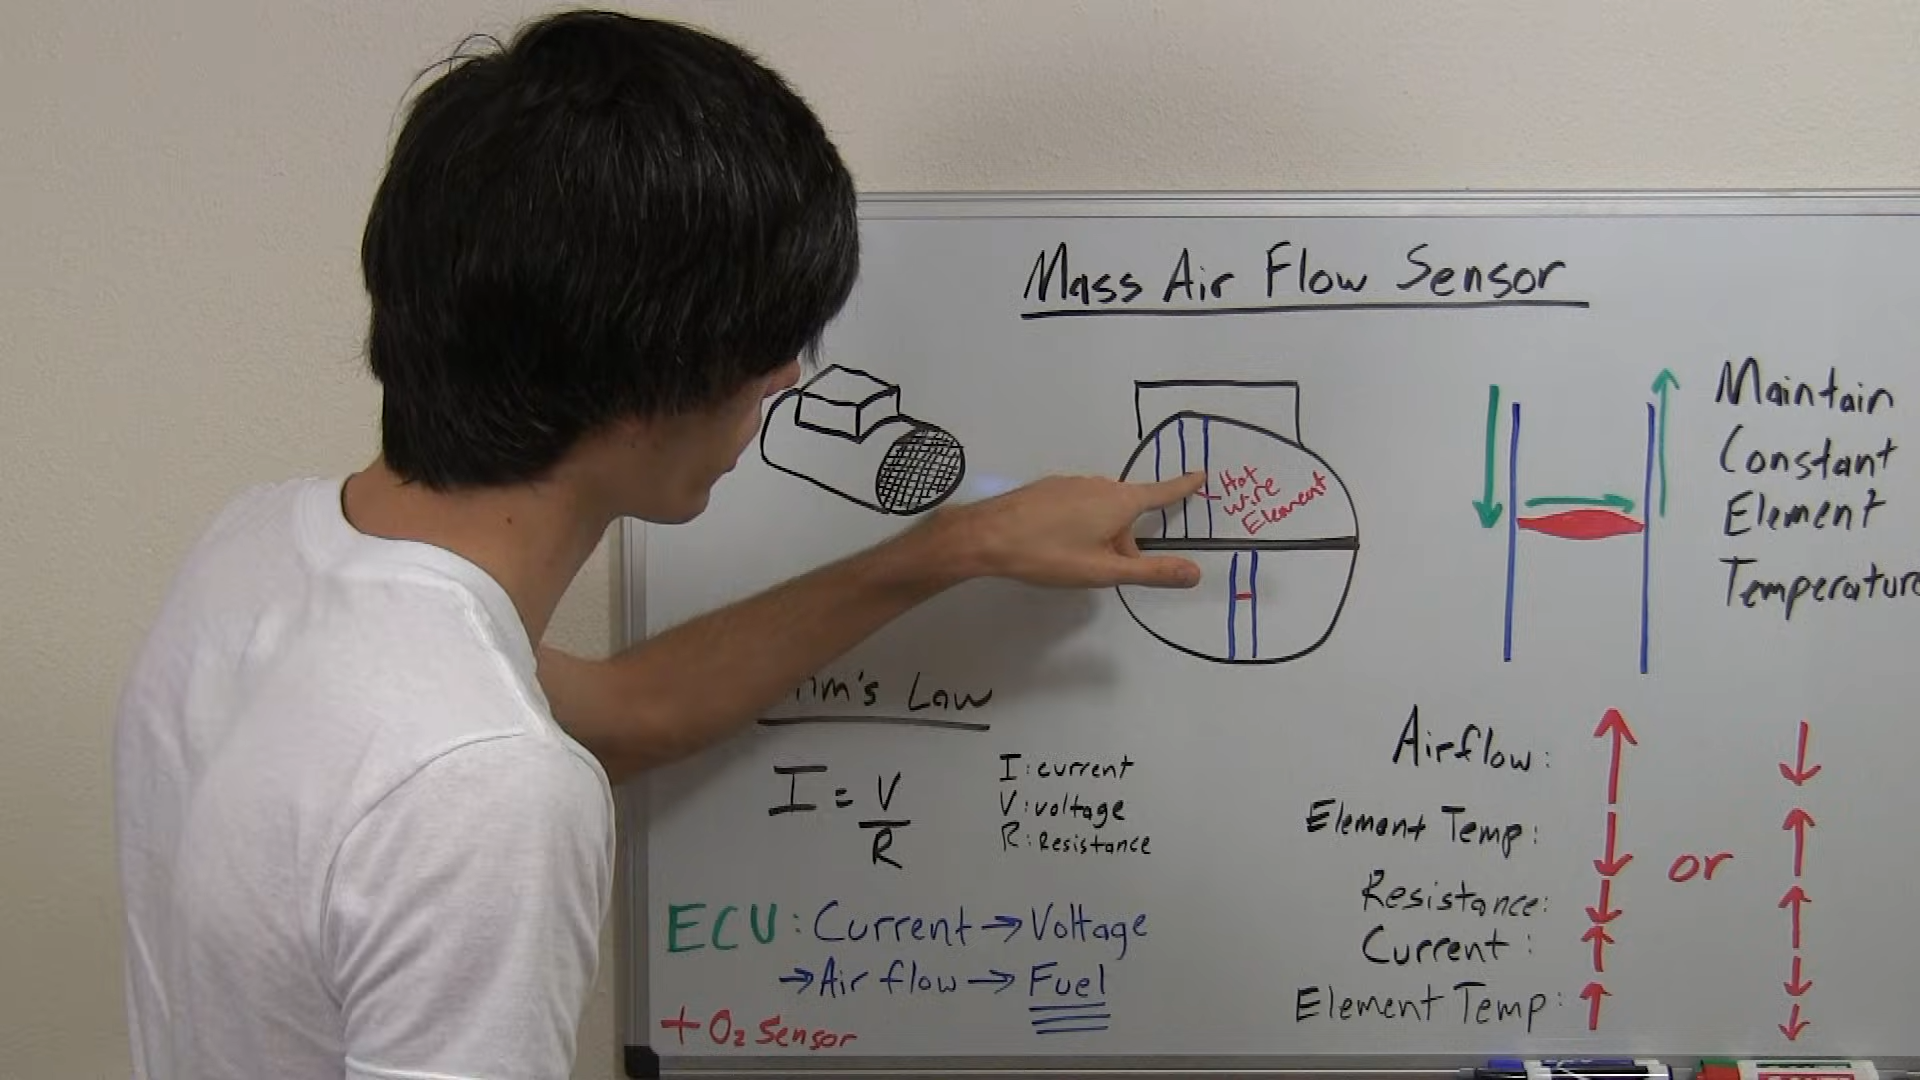 Mass Air Flow Sensor
Hot
Wire
Element
Maintain
Constant
Element
Temperature
Law
I = V
R
I: current
V: voltage
R: Resistance
ECU: Current → Voltage
→ Air flow → Fuel
+ O2 Sensor
Airflow: ↑ ↓
Element Temp: ↓ or ↑
Resistance: ↓ ↑
Current: ↑ ↓
Element Temp: ↑ ↓